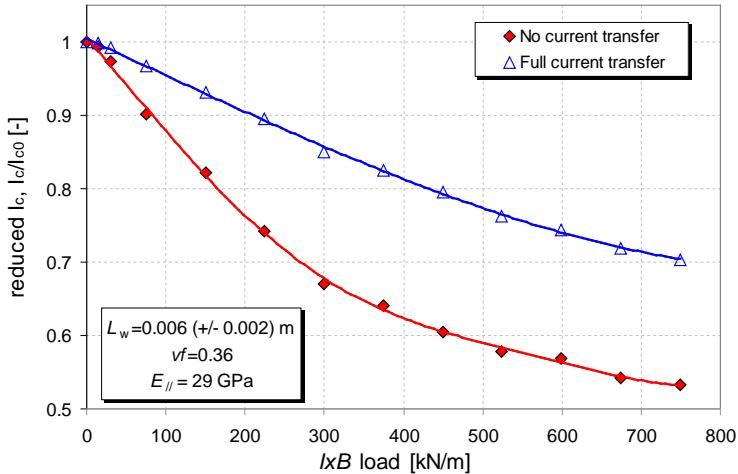 1
0.9
0.8
0.7
0.6
0.5
reduced Ic, Ic/Ic0 [-]
No current transfer
Full current transfer
Lw=0.006 (+/- 0.002) m
vf=0.36
E// = 29 GPa
0 100 200 300 400 500 600 700 800
IxB load [kN/m]